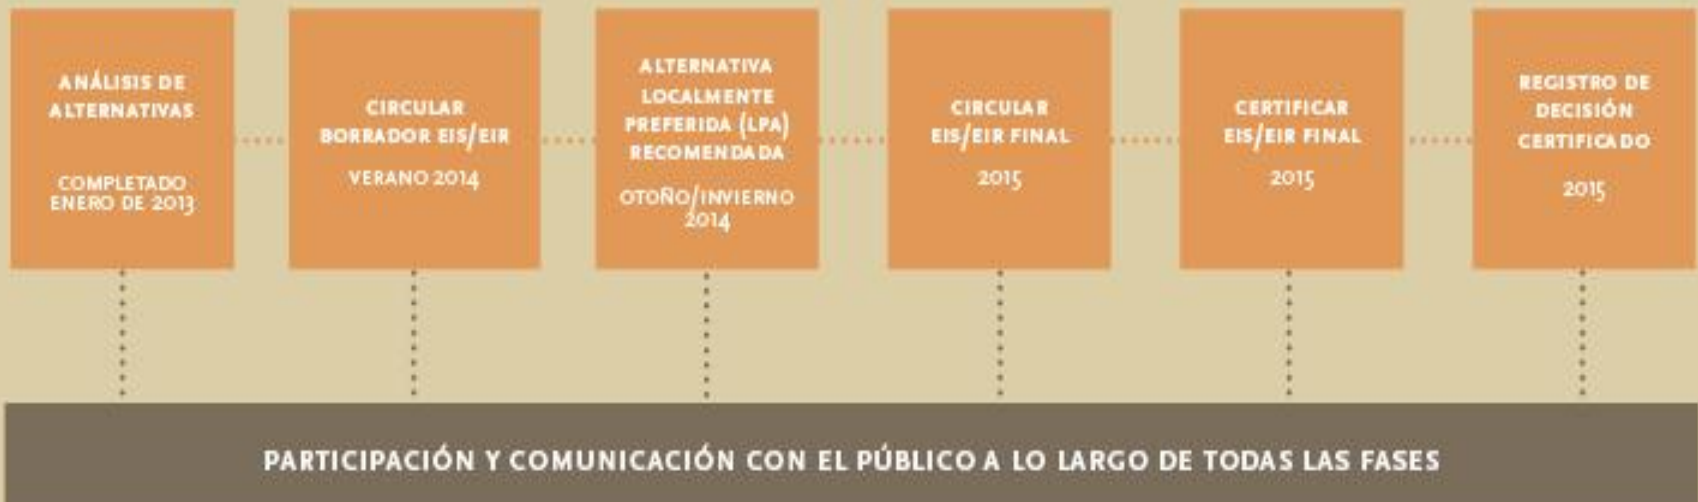 ANÁLISIS DE
ALTERNATIVAS
COMPLETADO
ENERO DE 2013
CIRCULAR
BORRADOR EIS/EIR
VERANO 2014
ALTERNATIVA
LOCALMENTE
PREFERIDA (LPA)
RECOMENDADA
OTOÑO/INVIERNO
2014
CIRCULAR
EIS/EIR FINAL
2015
CERTIFICAR
EIS/EIR FINAL
2015
REGISTRO DE
DECISIÓN
CERTIFICADO
2015
PARTICIPACIÓN Y COMUNICACIÓN CON EL PÚBLICO A LO LARGO DE TODAS LAS FASES